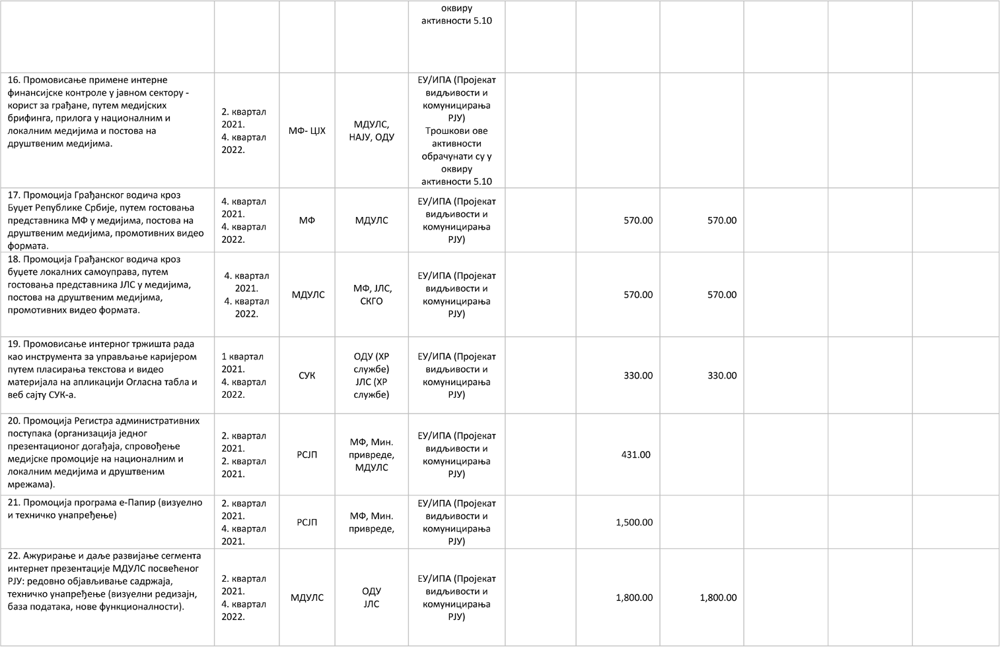 оквиру
активности 5.10
16. Промовисање примене интерне
финансијске контроле у јавном сектору -
корист за грађане, путем медијских
брифинга, прилога у националним и
локалним медијима и постова на
друштвеним медијима.
2. квартал
2021.
4. квартал
2022.
МФ- ЦЈХ
МДУЛС,
НАЈУ, ОДУ
ЕУ/ИПА (Пројекат
видљивости и
комуницирања
РЈУ)
Трошкови ове
активности
обрачунати су у
оквиру
активности 5.10
17. Промоција Грађанског водича кроз
Буџет Републике Србије, путем гостовања
представника МФ у медијима, постова на
друштвеним медијима, промотивних видео
формата.
4. квартал
2021.
4. квартал
2022.
МФ
МДУЛС
ЕУ/ИПА (Пројекат
видљивости и
комуницирања
РЈУ)
570.00
570.00
18. Промоција Грађанског водича кроз
буџете локалних самоуправа, путем
гостовања представника ЈЛС у медијима,
постова на друштвеним медијима,
промотивних видео формата.
4. квартал
2021.
4. квартал
2022.
МДУЛС
МФ, ЈЛС,
СКГО
ЕУ/ИПА (Пројекат
видљивости и
комуницирања
РЈУ)
570.00
570.00
19. Промовисање интерног тржишта рада
као инструмента за управљање каријером
путем пласирања текстова и видео
материјала на апликацији Огласна табла и
веб сајту СУК-а.
1 квартал
2021.
4. квартал
2022.
СУК
ОДУ (ХР
службе)
ЈЛС (ХР
службе)
ЕУ/ИПА (Пројекат
видљивости и
комуницирања
РЈУ)
330.00
330.00
20. Промоција Регистра административних
поступака (организација једног
презентационог догађаја, спровођење
медијске промоције на националним и
локалним медијима и друштвеним
мрежама).
2. квартал
2021.
2. квартал
2021.
РСЈП
МФ, Мин.
привреде,
МДУЛС
ЕУ/ИПА (Пројекат
видљивости и
комуницирања
РЈУ)
431.00
21. Промоција програма е-Папир (визуелно
и техничко унапређење)
2. квартал
2021.
4. квартал
2021.
РСЈП
МФ, Мин.
привреде,
ЕУ/ИПА (Пројекат
видљивости и
комуницирања
РЈУ)
1,500.00
22. Ажурирање и даље развијање сегмента
интернет презентације МДУЛС посвећеног
РЈУ: редовно објављивање садржаја,
техничко унапређење (визуелни редизајн,
база података, нове функционалности).
2. квартал
2021.
4. квартал
2022.
МДУЛС
ОДУ
ЈЛС
ЕУ/ИПА (Пројекат
видљивости и
комуницирања
РЈУ)
1,800.00
1,800.00